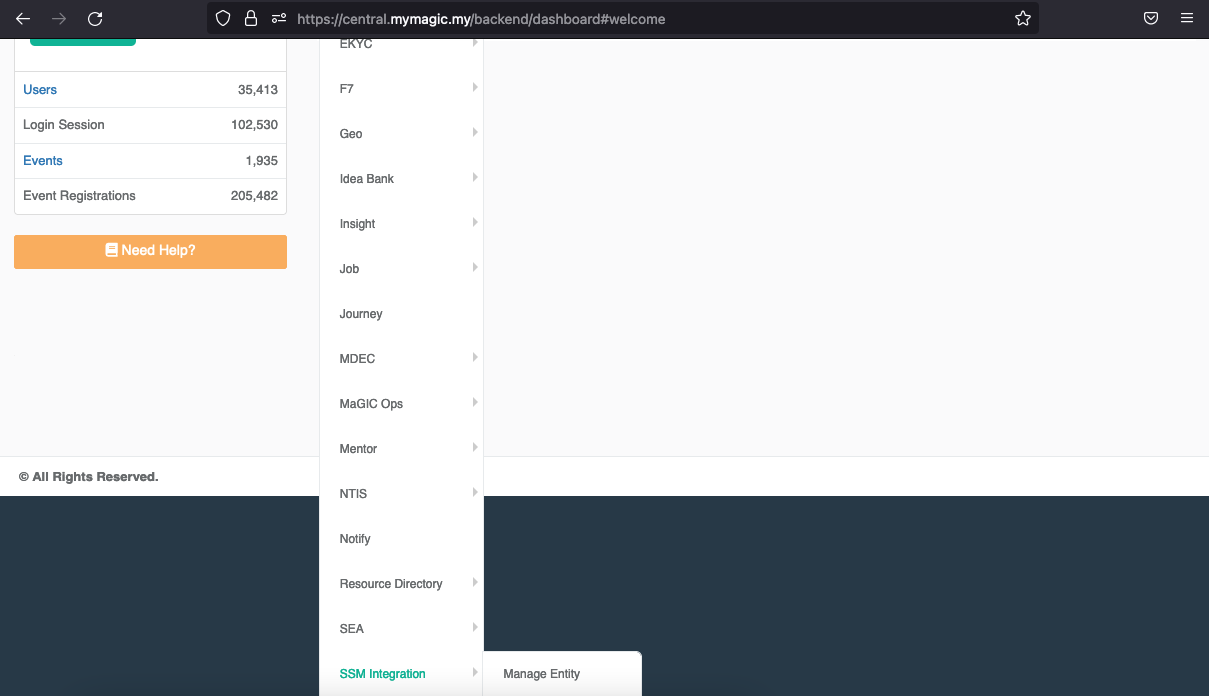 https://central.mymagic.my/backend/dashboard#welcome
Users 35,413
Login Session 102,530
Events 1,935
Event Registrations 205,482
Need Help?
EKYC
F7
Geo
Idea Bank
Insight
Job
Journey
MDEC
MaGIC Ops
Mentor
NTIS
Notify
Resource Directory
SEA
SSM Integration
Manage Entity
© All Rights Reserved.